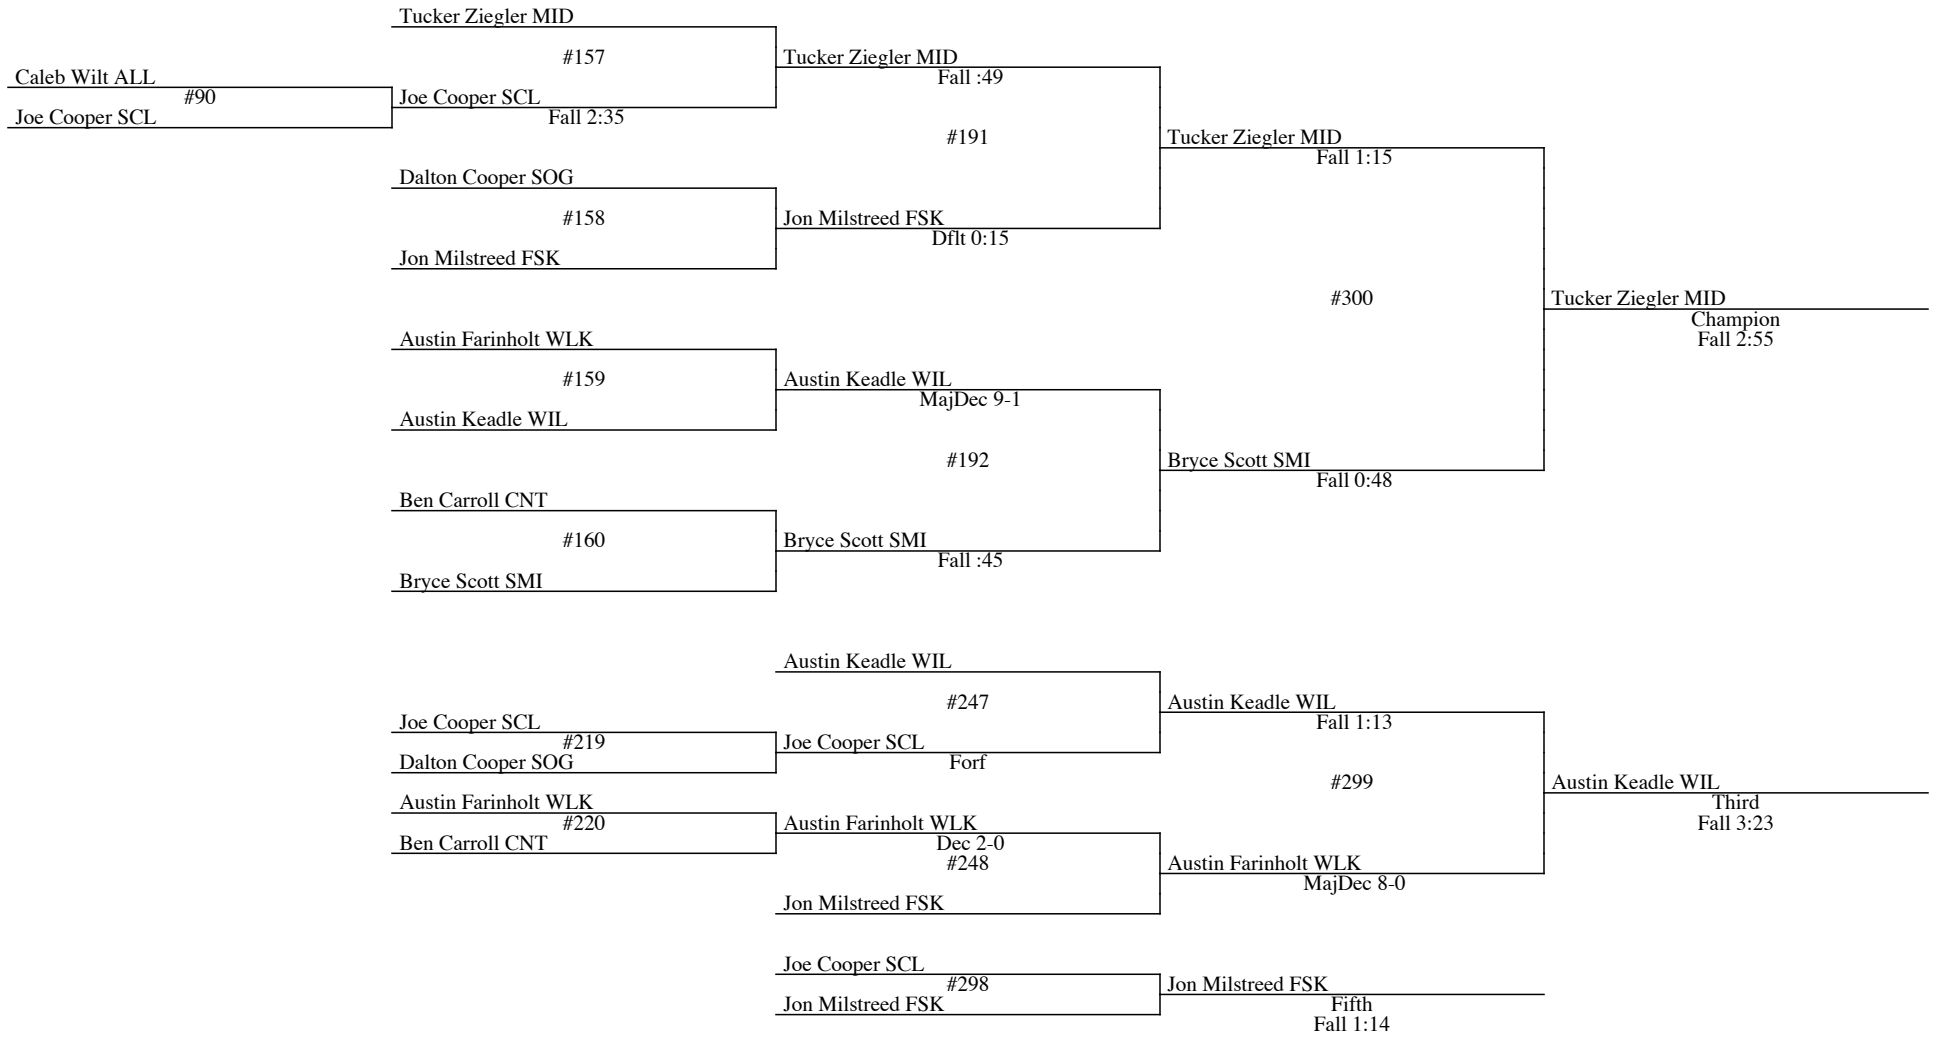 Tucker Ziegler MID
#157
Tucker Ziegler MID
Fall :49
Caleb Wilt ALL
#90
Joe Cooper SCL
Joe Cooper SCL
Fall 2:35
#191
Tucker Ziegler MID
Fall 1:15
Dalton Cooper SOG
#158
Jon Milstreed FSK
Dflt 0:15
Jon Milstreed FSK
#300
Tucker Ziegler MID
Champion
Fall 2:55
Austin Farinholt WLK
#159
Austin Keadle WIL
MajDec 9-1
Austin Keadle WIL
#192
Bryce Scott SMI
Fall 0:48
Ben Carroll CNT
#160
Bryce Scott SMI
Fall :45
Bryce Scott SMI
Austin Keadle WIL
#247
Austin Keadle WIL
Fall 1:13
Joe Cooper SCL
#219
Dalton Cooper SOG
Joe Cooper SCL
Forf
#299
Austin Keadle WIL
Third
Fall 3:23
Austin Farinholt WLK
#220
Ben Carroll CNT
Austin Farinholt WLK
Dec 2-0
#248
Austin Farinholt WLK
MajDec 8-0
Jon Milstreed FSK
Joe Cooper SCL
#298
Jon Milstreed FSK
Jon Milstreed FSK
Fifth
Fall 1:14